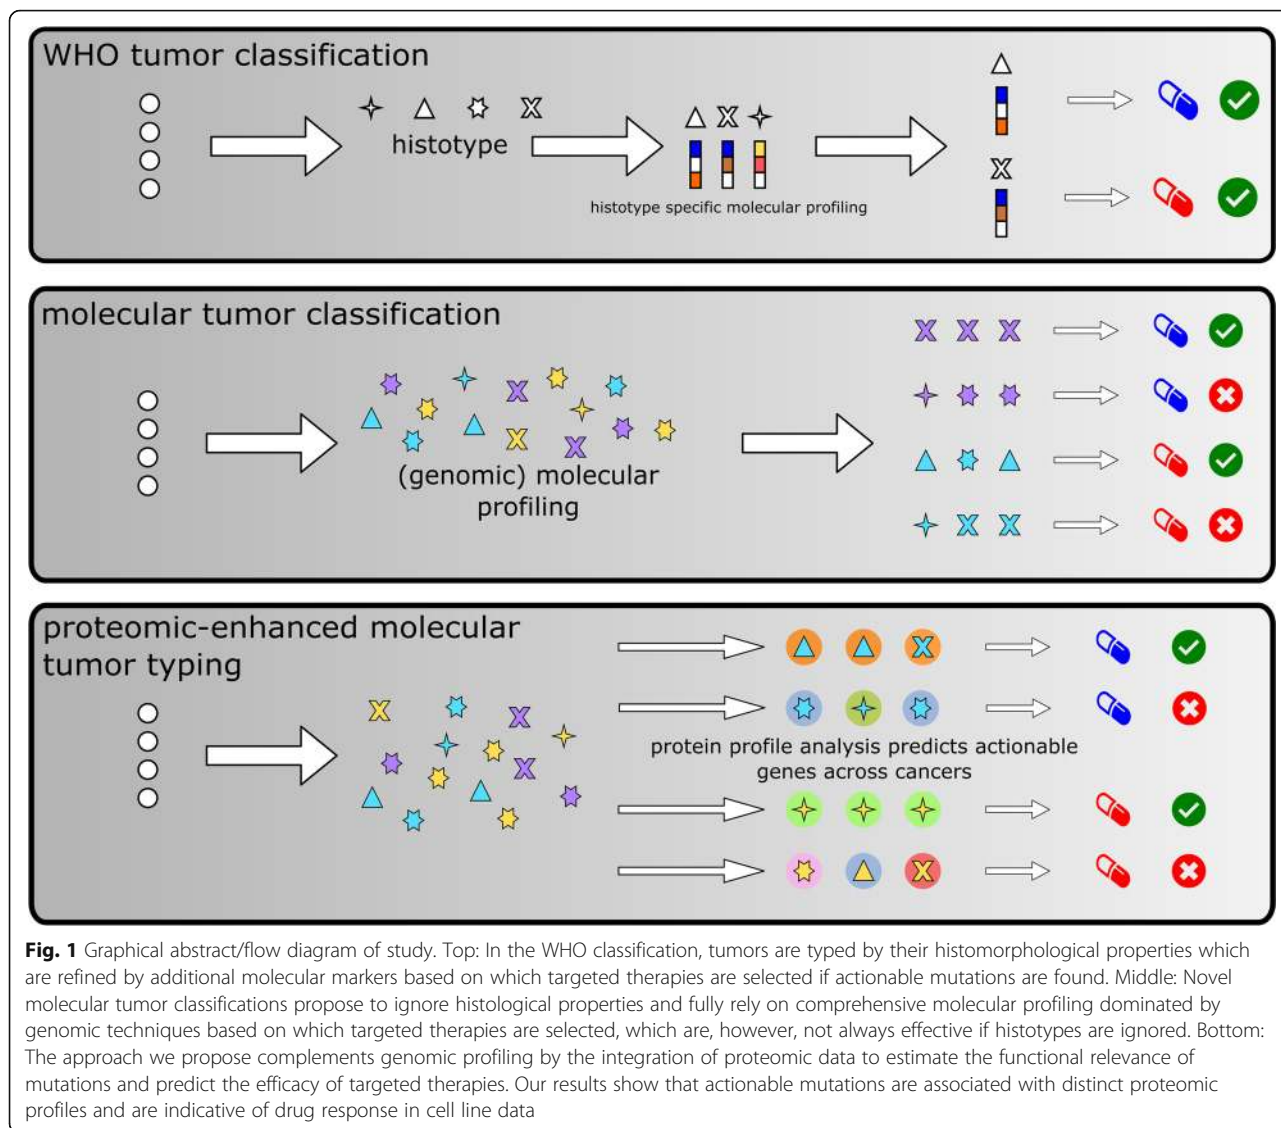 WHO tumor classification
histotype
histotype specific molecular profiling
molecular tumor classification
(genomic) molecular
profiling
proteomic-enhanced molecular
tumor typing
protein profile analysis predicts actionable
genes across cancers
Fig. 1 Graphical abstract/flow diagram of study. Top: In the WHO classification, tumors are typed by their histomorphological properties which
are refined by additional molecular markers based on which targeted therapies are selected if actionable mutations are found. Middle: Novel
molecular tumor classifications propose to ignore histological properties and fully rely on comprehensive molecular profiling dominated by
genomic techniques based on which targeted therapies are selected, which are, however, not always effective if histotypes are ignored. Bottom:
The approach we propose complements genomic profiling by the integration of proteomic data to estimate the functional relevance of
mutations and predict the efficacy of targeted therapies. Our results show that actionable mutations are associated with distinct proteomic
profiles and are indicative of drug response in cell line data